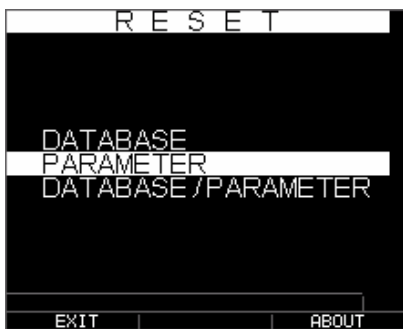 RESET
DATABASE
PARAMETER
DATABASE/PARAMETER
EXIT ABOUT